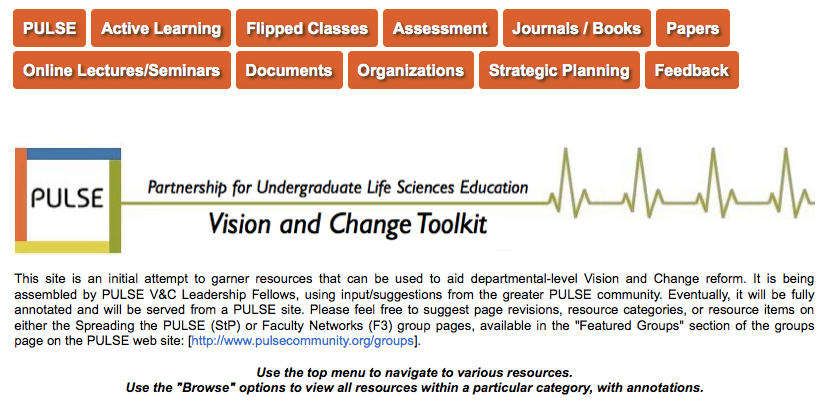 PULSE Active Learning Flipped Classes Assessment Journals / Books Papers
Online Lectures/Seminars Documents Organizations Strategic Planning Feedback
PULSE
Partnership for Undergraduate Life Sciences Education
Vision and Change Toolkit
This site is an initial attempt to garner resources that can be used to aid departmental-level Vision and Change reform. It is being
assembled by PULSE V&C Leadership Fellows, using input/suggestions from the greater PULSE community. Eventually, it will be fully
annotated and will be served from a PULSE site. Please feel free to suggest page revisions, resource categories, or resource items on
either the Spreading the PULSE (StP) or Faculty Networks (F3) group pages, available in the "Featured Groups" section of the groups
page on the PULSE web site: [http://www.pulsecommunity.org/groups].
Use the top menu to navigate to various resources.
Use the "Browse" options to view all resources within a particular category, with annotations.